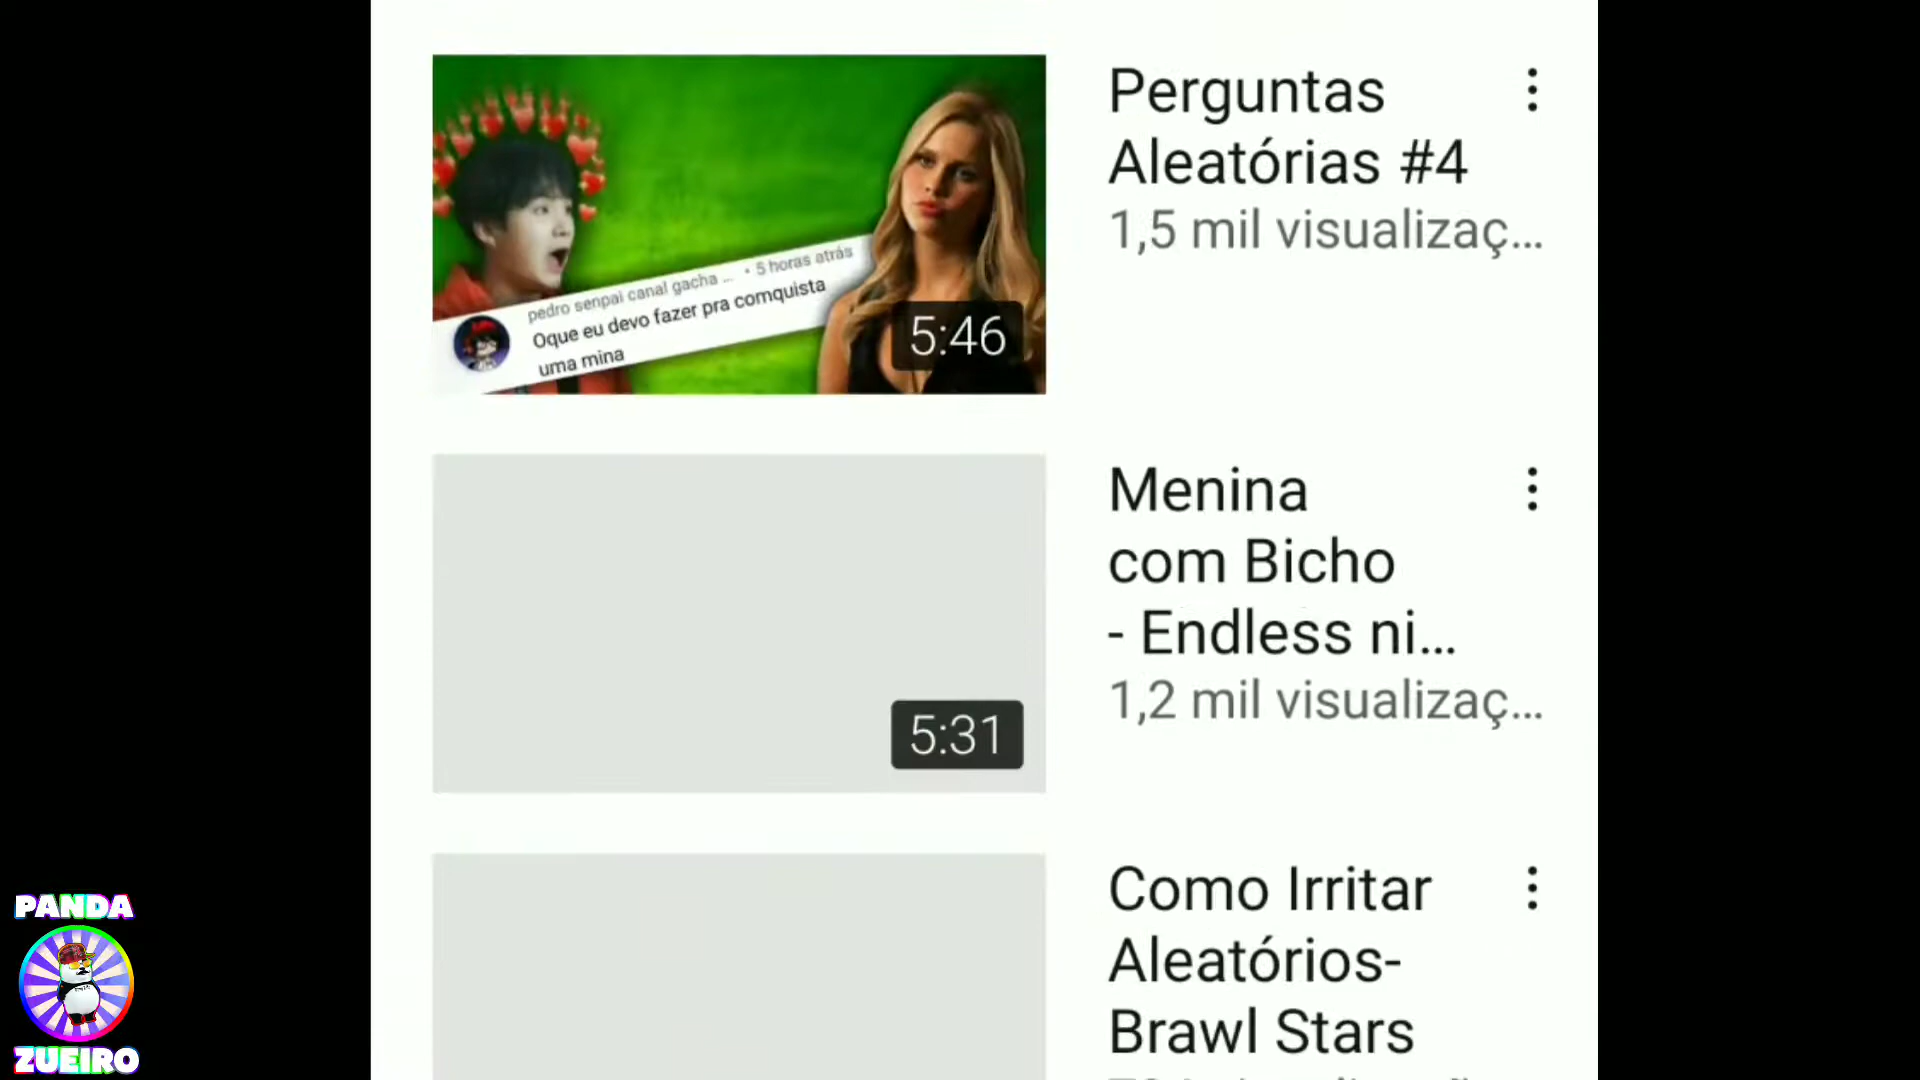 Perguntas
Aleatórias #4
1,5 mil visualizaç...
pedro senpai canal gacha ... • 5 horas atrás
Oque eu devo fazer pra comquista
uma mina
5:46
Menina
com Bicho
- Endless ni...
1,2 mil visualizaç...
5:31
Como Irritar
Aleatórios-
Brawl Stars
PANDA
ZUEIRO